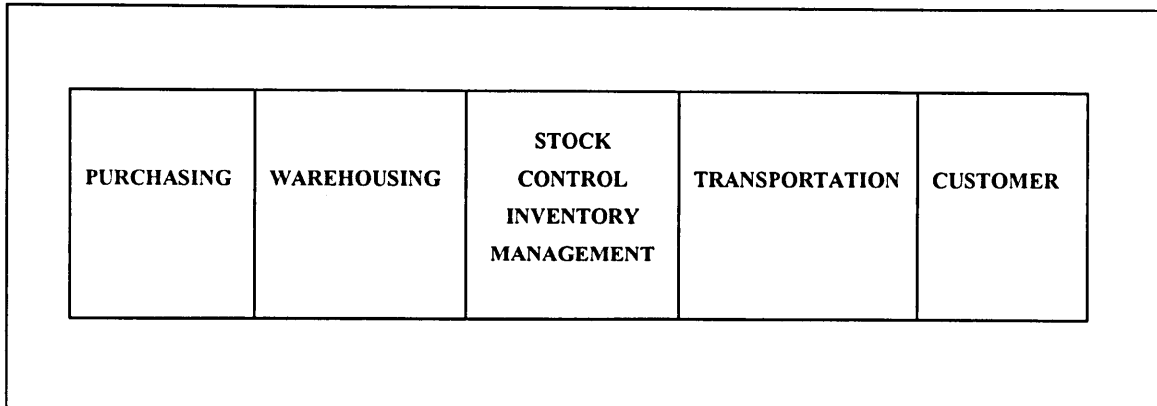 PURCHASING
WAREHOUSING
STOCK
CONTROL
INVENTORY
MANAGEMENT
TRANSPORTATION
CUSTOMER